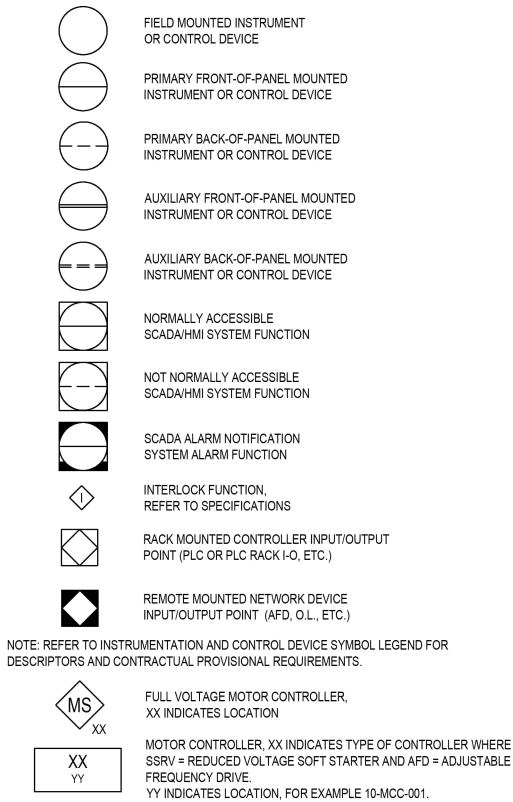 FIELD MOUNTED INSTRUMENT
OR CONTROL DEVICE
PRIMARY FRONT-OF-PANEL MOUNTED
INSTRUMENT OR CONTROL DEVICE
PRIMARY BACK-OF-PANEL MOUNTED
INSTRUMENT OR CONTROL DEVICE
AUXILIARY FRONT-OF-PANEL MOUNTED
INSTRUMENT OR CONTROL DEVICE
AUXILIARY BACK-OF-PANEL MOUNTED
INSTRUMENT OR CONTROL DEVICE
NORMALLY ACCESSIBLE
SCADA/HMI SYSTEM FUNCTION
NOT NORMALLY ACCESSIBLE
SCADA/HMI SYSTEM FUNCTION
SCADA ALARM NOTIFICATION
SYSTEM ALARM FUNCTION
I
INTERLOCK FUNCTION,
REFER TO SPECIFICATIONS
RACK MOUNTED CONTROLLER INPUT/OUTPUT
POINT (PLC OR PLC RACK I-O, ETC.)
REMOTE MOUNTED NETWORK DEVICE
INPUT/OUTPUT POINT (AFD, O.L., ETC.)
NOTE: REFER TO INSTRUMENTATION AND CONTROL DEVICE SYMBOL LEGEND FOR
DESCRIPTORS AND CONTRACTUAL PROVISIONAL REQUIREMENTS.
MS
XX
FULL VOLTAGE MOTOR CONTROLLER,
XX INDICATES LOCATION
XX
YY
MOTOR CONTROLLER, XX INDICATES TYPE OF CONTROLLER WHERE
SSRV = REDUCED VOLTAGE SOFT STARTER AND AFD = ADJUSTABLE
FREQUENCY DRIVE.
YY INDICATES LOCATION, FOR EXAMPLE 10-MCC-001.